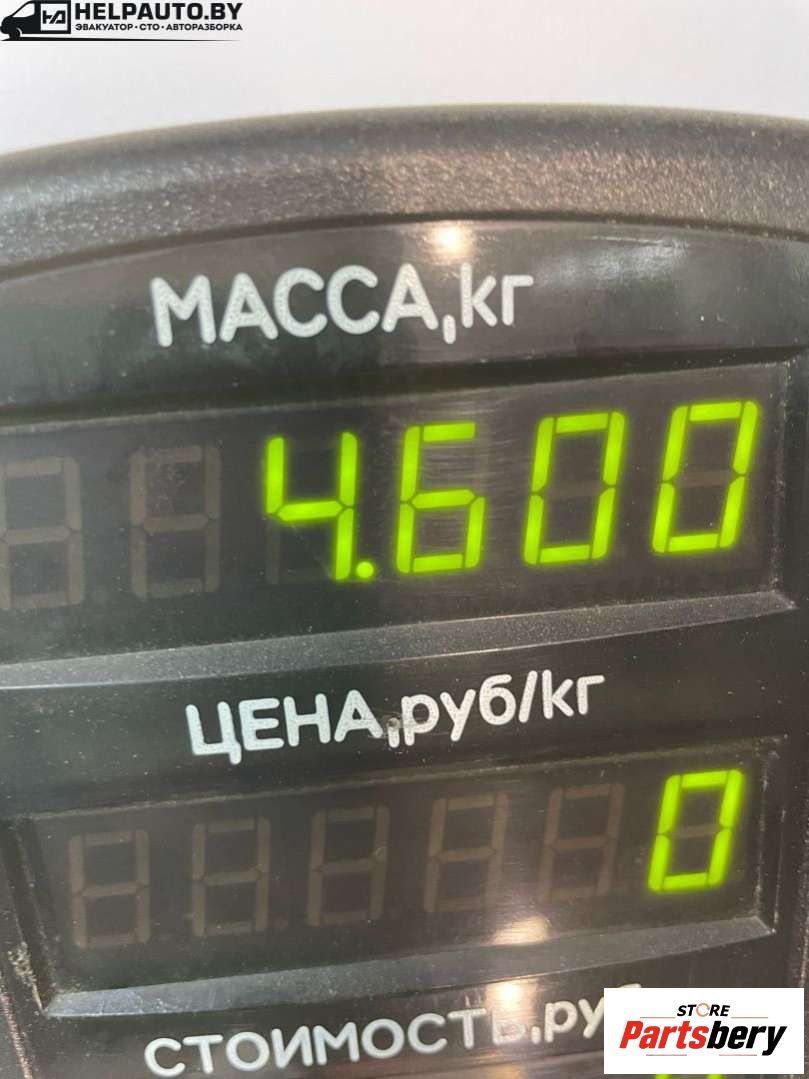 HELPAUTO.BY
ЭВАКУАТОР • СТО • АВТОРАЗБОРКА
МАССА,кг
4.600
ЦЕНА,руб/кг
0
СТОИМОСТЬ,руб
STORE
Partsbery